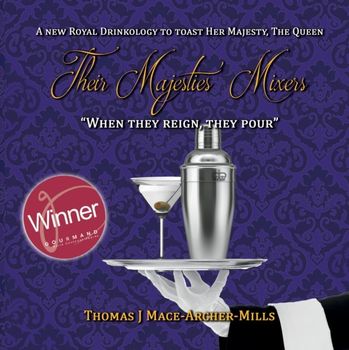 A new Royal Drinkology to toast Her Majesty, The Queen
Their Majesties Mixers
"When they reign, they pour"
Winner
GOURMAND
Thomas J Mace-Archer-Mills